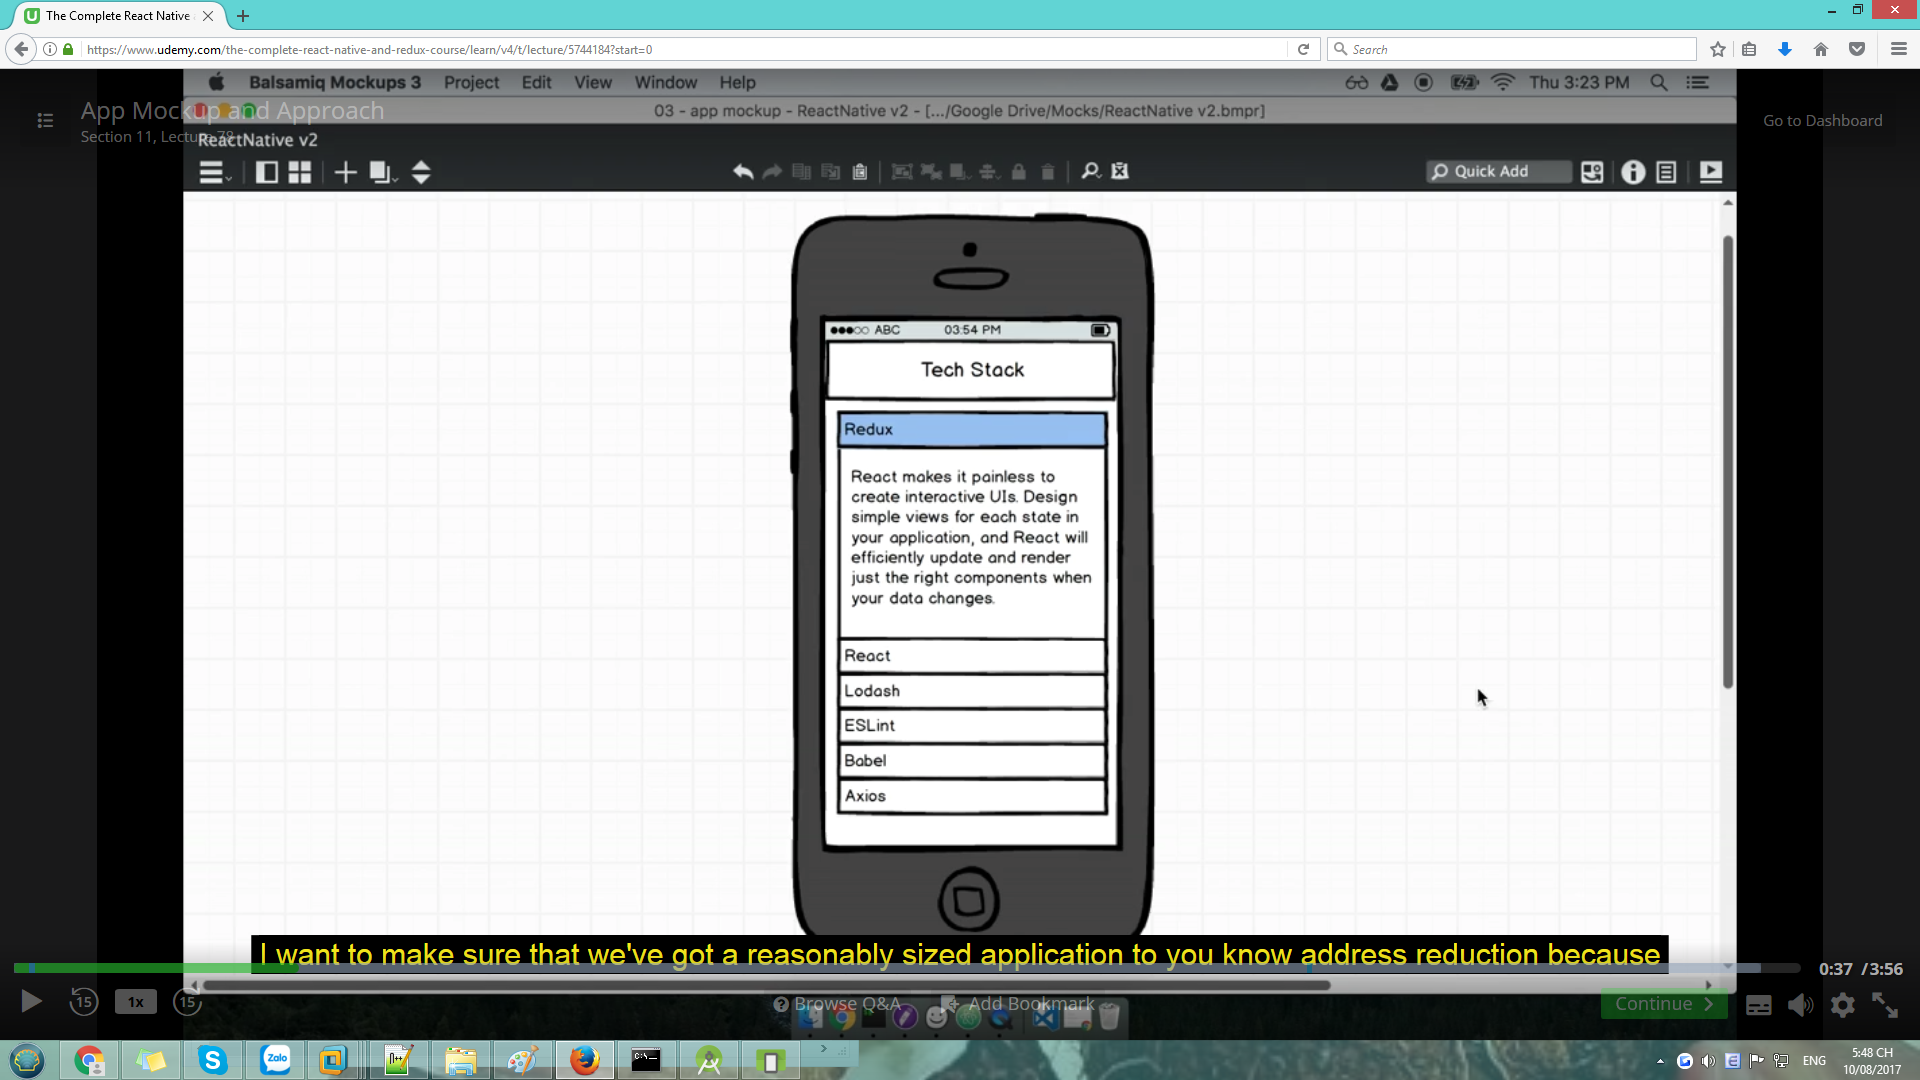 The Complete React Native
https://www.udemy.com/the-complete-react-native-and-redux-course/learn/v4/t/lecture/5744184?start=0
Search
Balsamiq Mockups 3 Project Edit View Window Help
Thu 3:23 PM
App Mockup and Approach
03 - app mockup - ReactNative v2 - [.../Google Drive/Mocks/ReactNative v2.bmpr]
Section 11, Lecture 78
Go to Dashboard
ReactNative v2
Quick Add
ABC 03:54 PM
Tech Stack
Redux
React makes it painless to
create interactive UIs. Design
simple views for each state in
your application, and React will
efficiently update and render
just the right components when
your data changes.
React
Lodash
ESLint
Babel
Axios
I want to make sure that we've got a reasonably sized application to you know address reduction because
0:37 / 3:56
15 1x 15
Browse Q&A Add Bookmark
Continue
Zalo
ENG
5:48 CH
10/08/2017